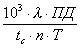 10³ · λ · ПД
t_c · n · T